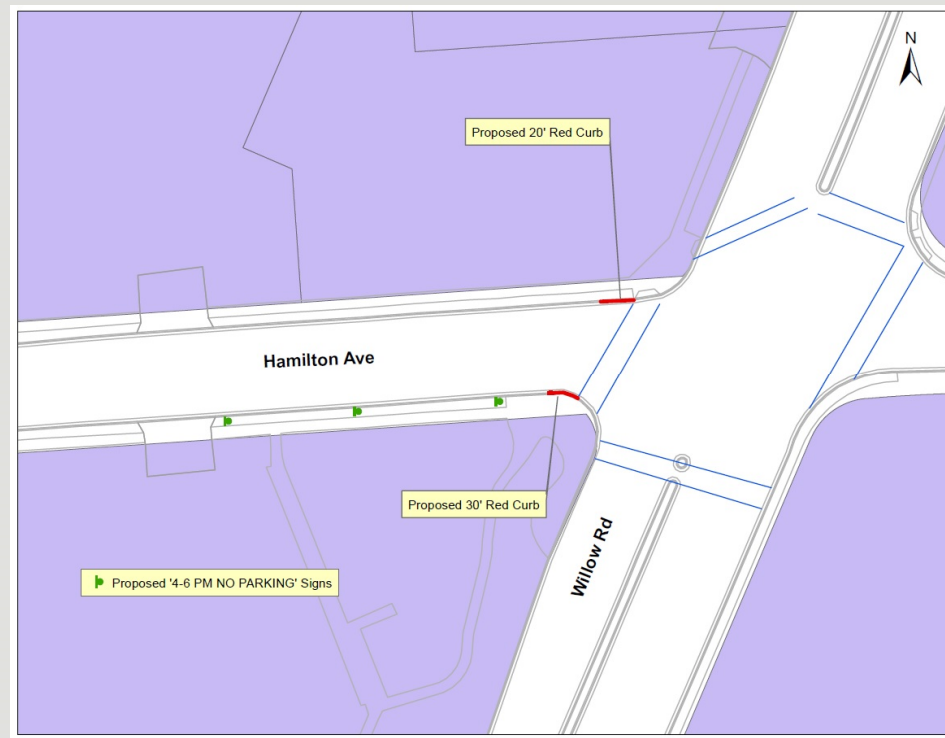 N
Proposed 20' Red Curb
Hamilton Ave
Proposed 30' Red Curb
Willow Rd
Proposed '4-6 PM NO PARKING' Signs